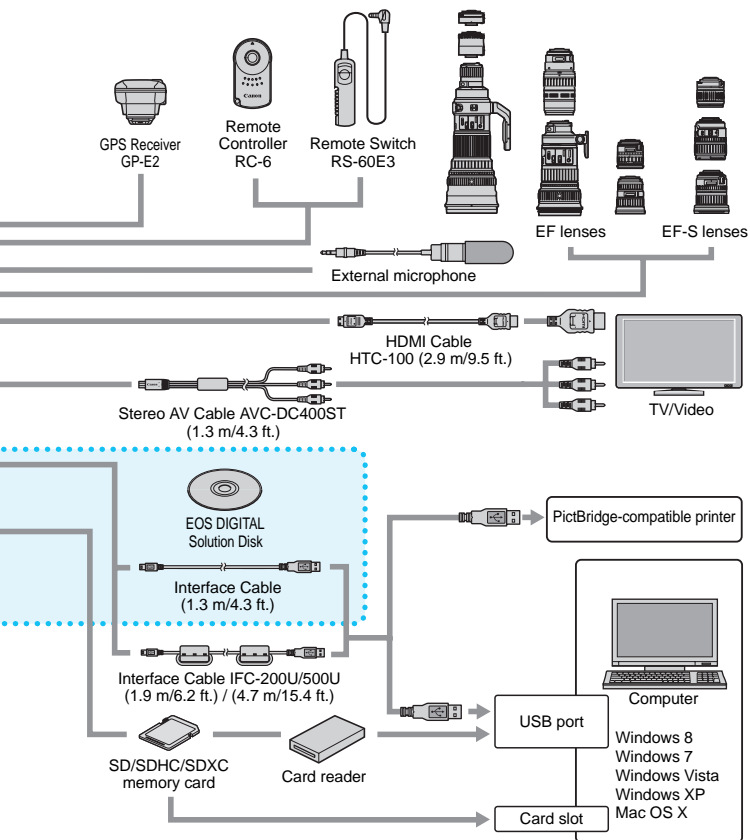 Canon
GPS Receiver
GP-E2
Remote
Controller
RC-6
Remote Switch
RS-60E3
EF lenses
EF-S lenses
External microphone
HDMI Cable
HTC-100 (2.9 m/9.5 ft.)
Stereo AV Cable AVC-DC400ST
(1.3 m/4.3 ft.)
TV/Video
EOS DIGITAL
Solution Disk
PictBridge-compatible printer
Interface Cable
(1.3 m/4.3 ft.)
Interface Cable IFC-200U/500U
(1.9 m/6.2 ft.) / (4.7 m/15.4 ft.)
Computer
USB port
Windows 8
Windows 7
Windows Vista
Windows XP
Mac OS X
SD/SDHC/SDXC
memory card
Card reader
Card slot